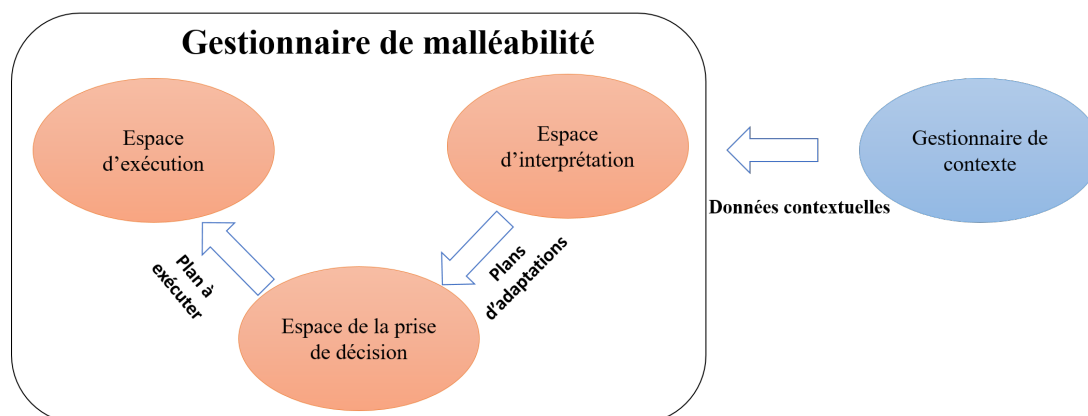 Gestionnaire de malléabilité
Espace
d’exécution
Espace
d’interprétation
Gestionnaire de
contexte
Données contextuelles
Plans
d’adaptations
Plan à
exécuter
Espace de la prise
de décision